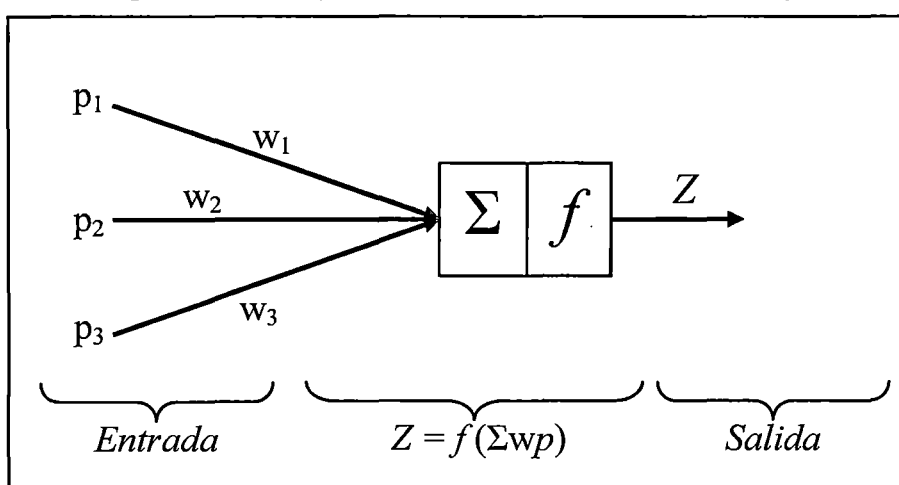 p₁
w₁
w₂
p₂
Σ f
Z
w₃
p₃
Entrada Z = f(Σwp) Salida